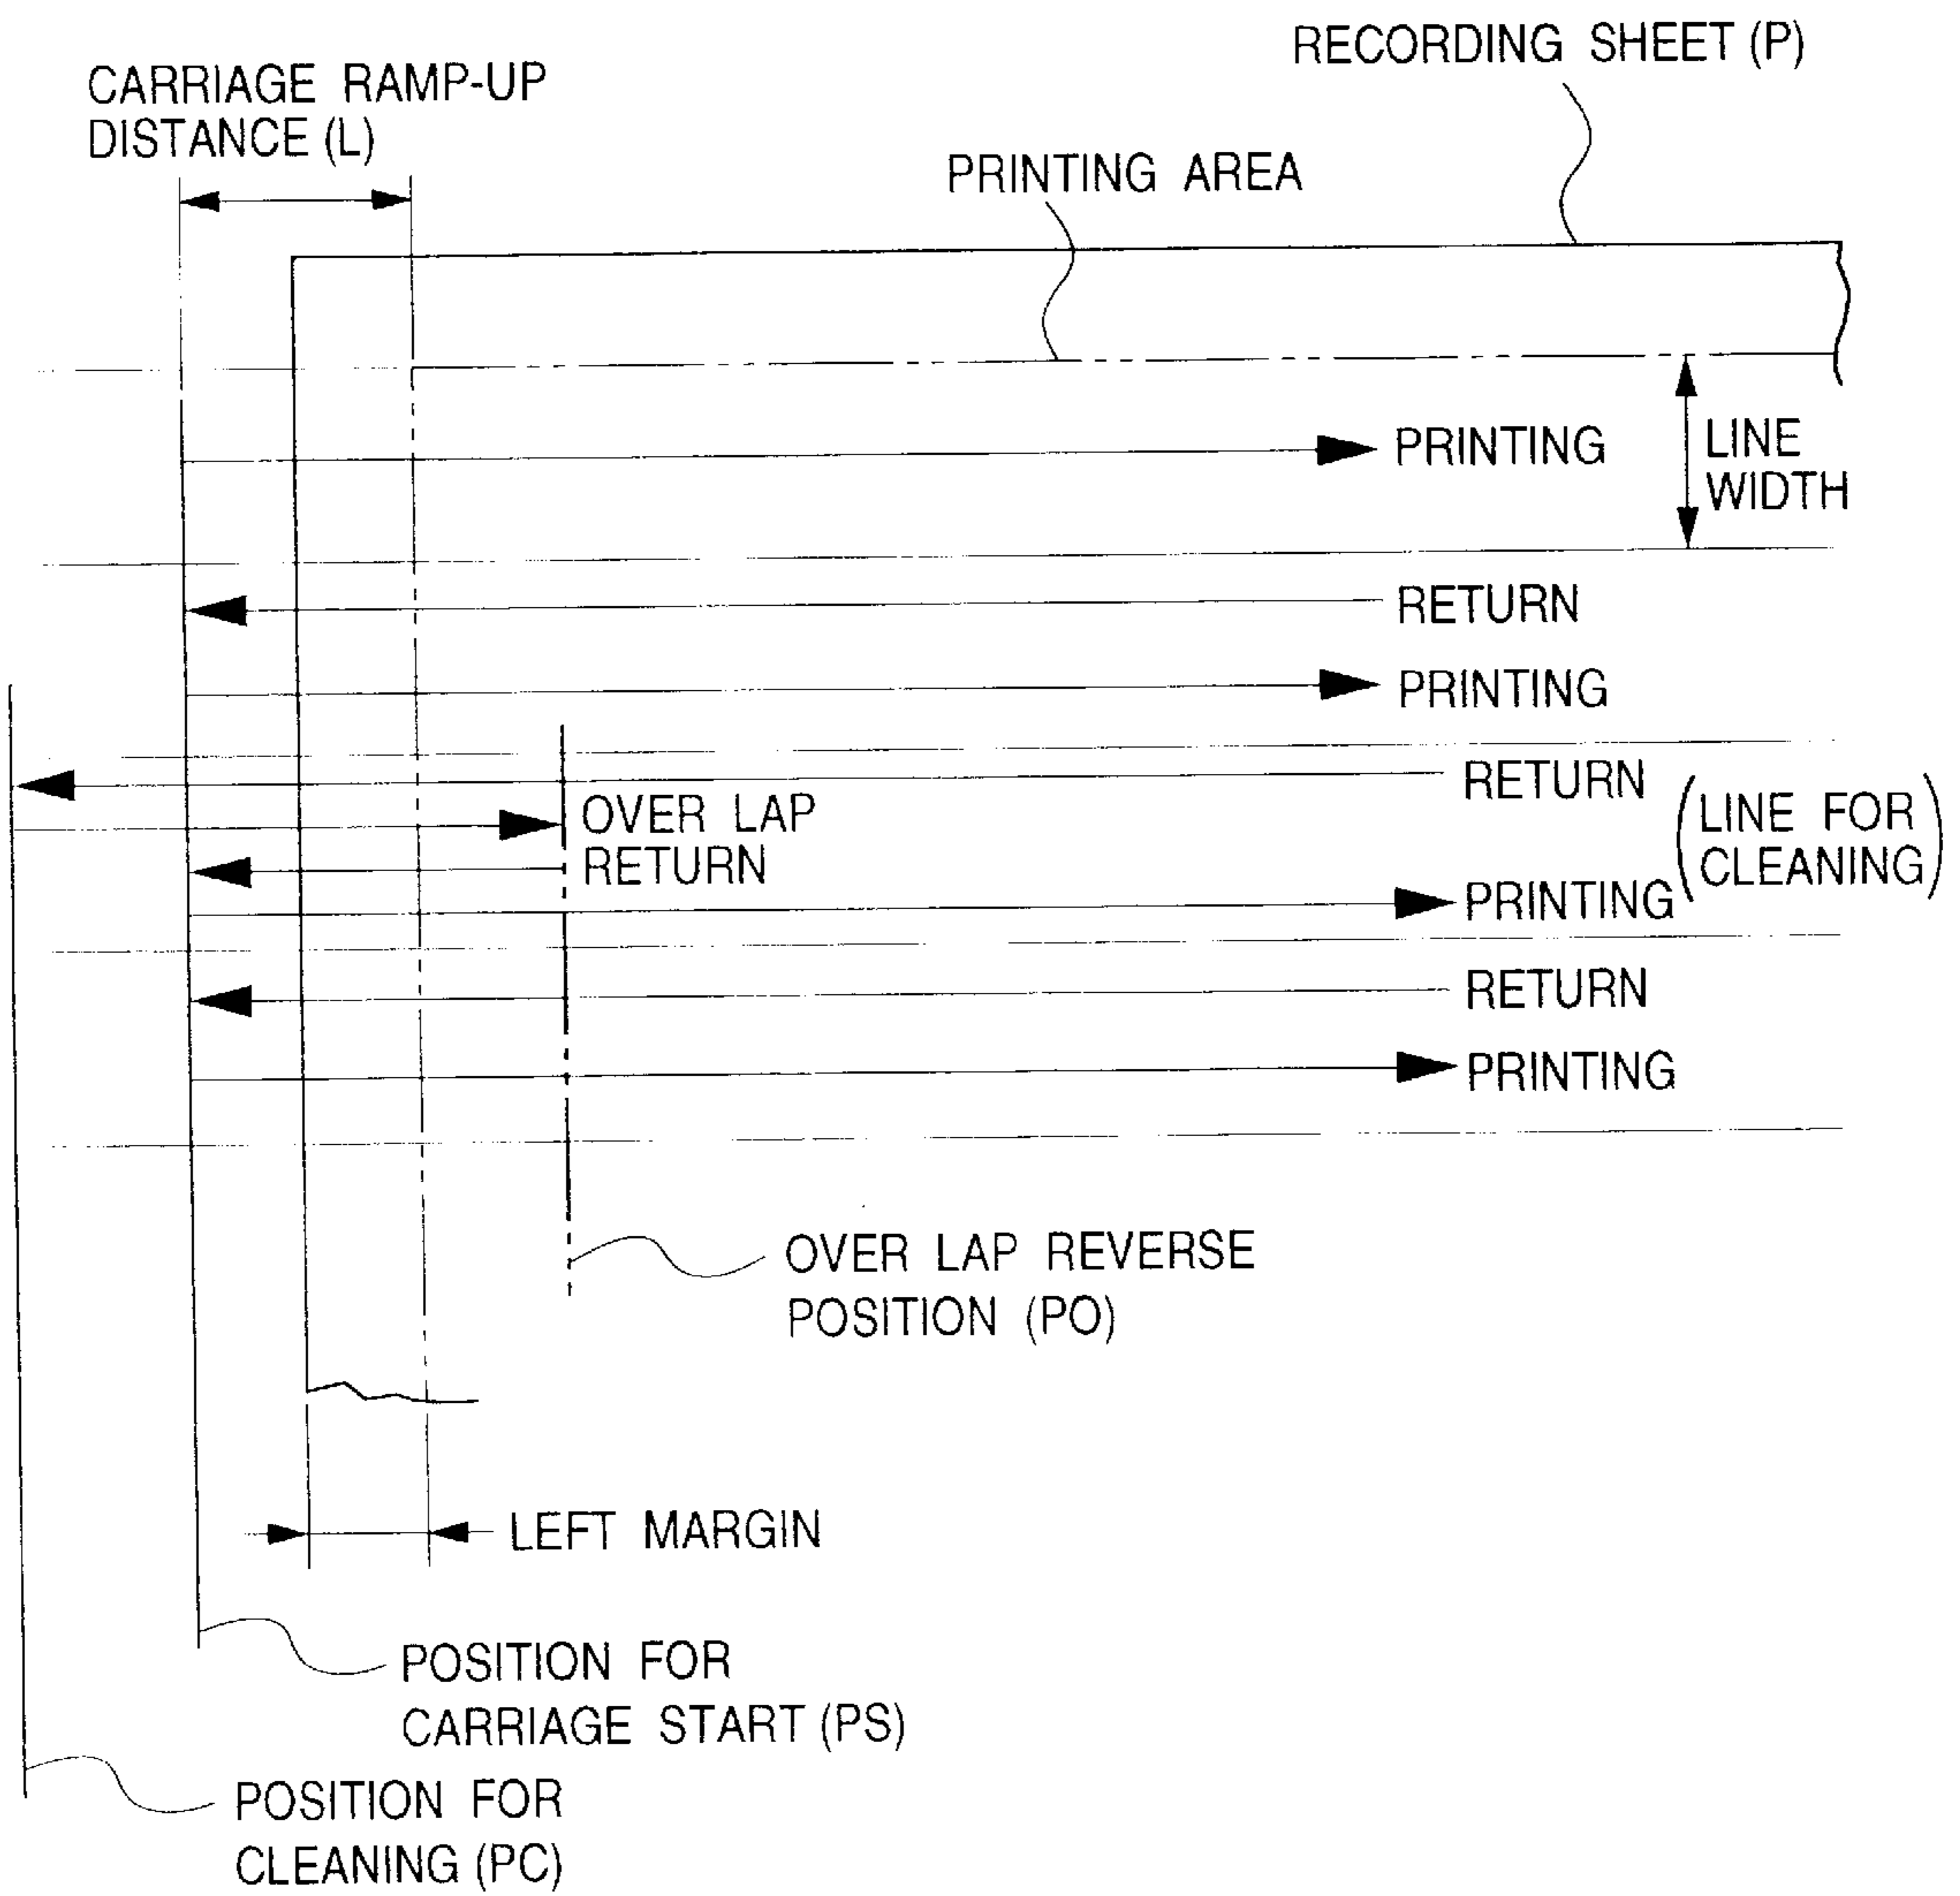 RECORDING SHEET (P)
CARRIAGE RAMP-UP
DISTANCE (L)
PRINTING AREA
PRINTING
LINE
WIDTH
RETURN
PRINTING
RETURN
OVER LAP
RETURN
(LINE FOR
CLEANING)
PRINTING
RETURN
PRINTING
OVER LAP REVERSE
POSITION (PO)
LEFT MARGIN
POSITION FOR
CARRIAGE START (PS)
POSITION FOR
CLEANING (PC)